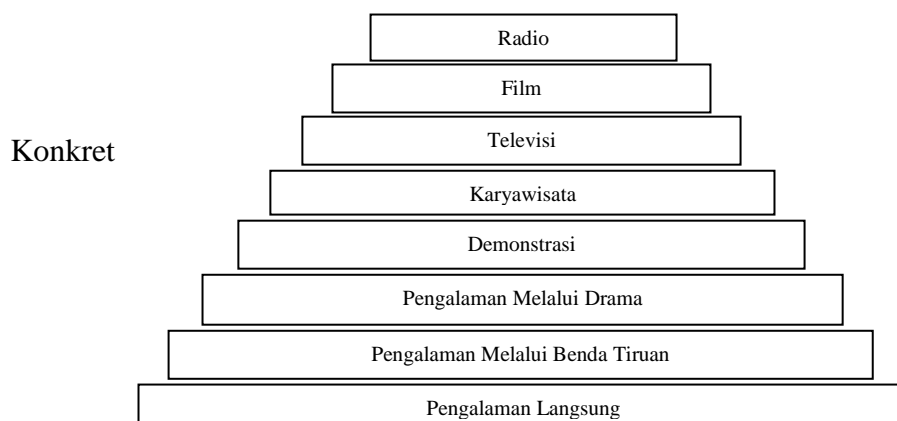 Radio
Film
Televisi
Konkret
Karyawisata
Demonstrasi
Pengalaman Melalui Drama
Pengalaman Melalui Benda Tiruan
Pengalaman Langsung